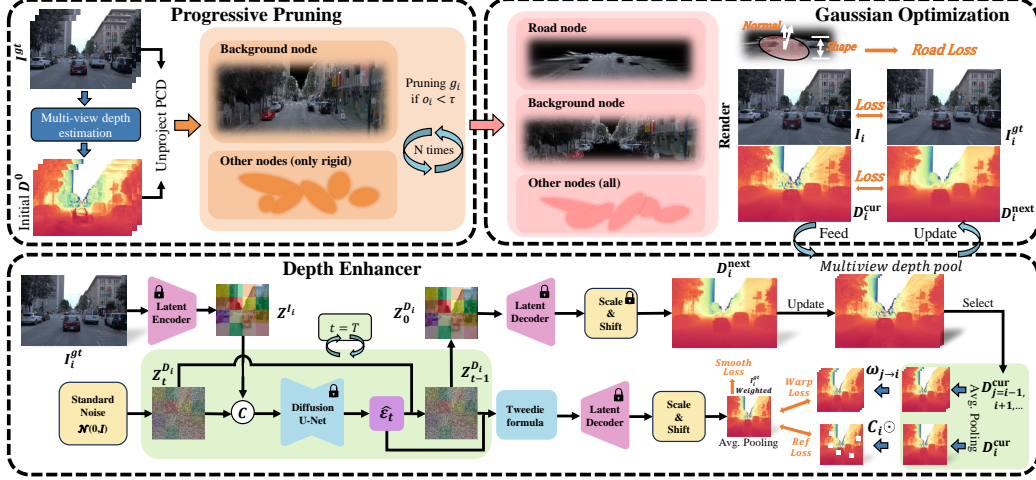 Progressive Pruning
I^{gt}
Multi-view depth
estimation
Initial D^0
Unproject PCD
Background node
Other nodes (only rigid)
Pruning g_i
if o_i < τ
N times
Gaussian Optimization
Road node
Background node
Other nodes (all)
Render
Normal
Shape
Road Loss
Loss
I_i
I_i^{gt}
Loss
D_i^{cur}
D_i^{next}
Feed
Update
Depth Enhancer
I_i^{gt}
Latent
Encoder
Z^{I_i}
t = T
Z_0^{D_i}
Latent
Decoder
Scale
&
Shift
D_i^{next}
Update
Multiview depth pool
Select
Standard
Noise
𝒩(0,I)
Z_t^{D_i}
C
Diffusion
U-Net
ε̂_t
Z_{t-1}^{D_i}
Tweedie
formula
Latent
Decoder
Scale
&
Shift
Smooth
Loss
I_i^{gt}
Weighted
Avg. Pooling
Warp
Loss
Ref
Loss
ω_{j→i}
C_i⊙
Avg. Pooling
D_{j=i-1,
i+1,...}^{cur}
D_i^{cur}